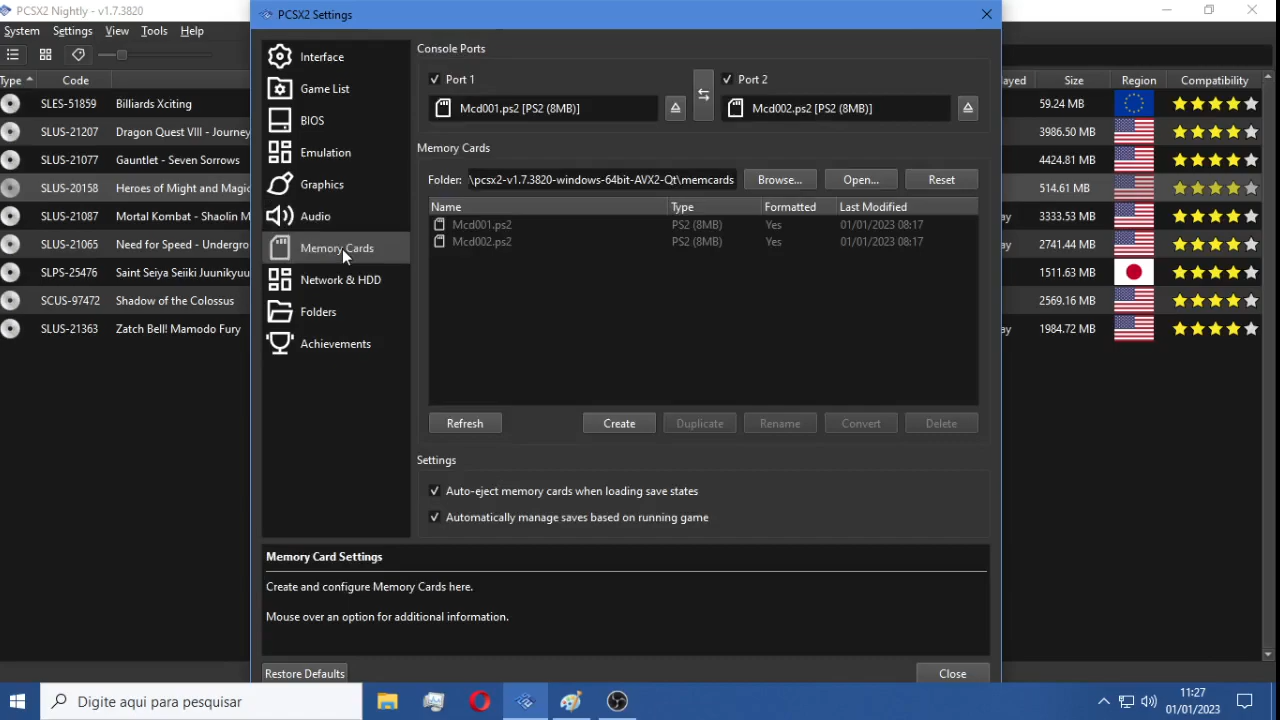 PCSX2 Nightly - v1.7.3820
System Settings View Tools Help
PCSX2 Settings
Type Code
SLES-51859 Billiards Xciting
SLUS-21207 Dragon Quest VIII - Journey
SLUS-21077 Gauntlet - Seven Sorrows
SLUS-20158 Heroes of Might and Magic
SLUS-21087 Mortal Kombat - Shaolin M
SLUS-21065 Need for Speed - Undergro
SLPS-25476 Saint Seiya Seiiki Juunikyuu
SCUS-97472 Shadow of the Colossus
SLUS-21363 Zatch Bell! Mamodo Fury
Interface
Game List
BIOS
Emulation
Graphics
Audio
Memory Cards
Network & HDD
Folders
Achievements
Console Ports
Port 1 Port 2
Mcd001.ps2 [PS2 (8MB)] Mcd002.ps2 [PS2 (8MB)]
Memory Cards
Folder: \pcsx2-v1.7.3820-windows-64bit-AVX2-Qt\memcards Browse... Open... Reset
Name Type Formatted Last Modified
Mcd001.ps2 PS2 (8MB) Yes 01/01/2023 08:17
Mcd002.ps2 PS2 (8MB) Yes 01/01/2023 08:17
Refresh Create Duplicate Rename Convert Delete
Settings
Auto-eject memory cards when loading save states
Automatically manage saves based on running game
Memory Card Settings
Create and configure Memory Cards here.
Mouse over an option for additional information.
Restore Defaults Close
ayed Size Region Compatibility
59.24 MB
3986.50 MB
4424.81 MB
514.61 MB
ay 3333.53 MB
2741.44 MB
1511.63 MB
2569.16 MB
ay 1984.72 MB
Digite aqui para pesquisar
11:27
01/01/2023